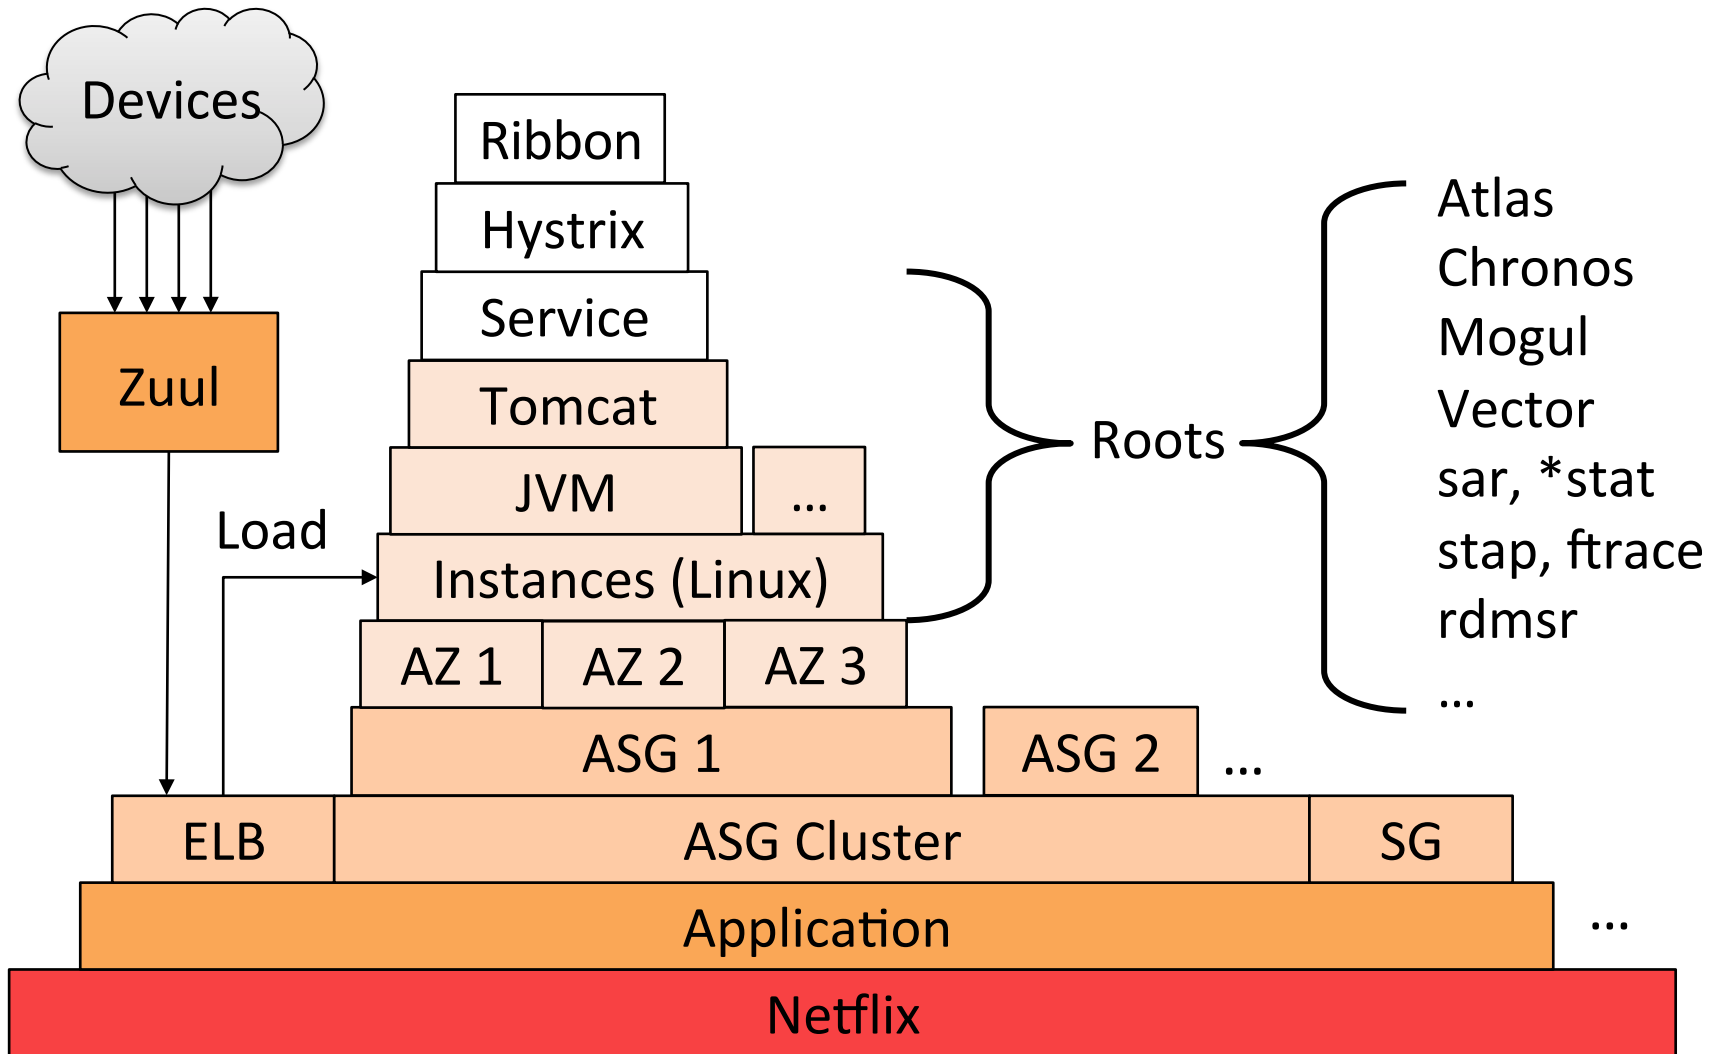 Devices
Ribbon
Hystrix
Service
Tomcat
JVM
...
Instances (Linux)
AZ 1
AZ 2
AZ 3
ASG 1
ASG 2
...
ELB
ASG Cluster
SG
Application
...
Netflix
Zuul
Load
Roots
Atlas
Chronos
Mogul
Vector
sar, *stat
stap, ftrace
rdmsr
...